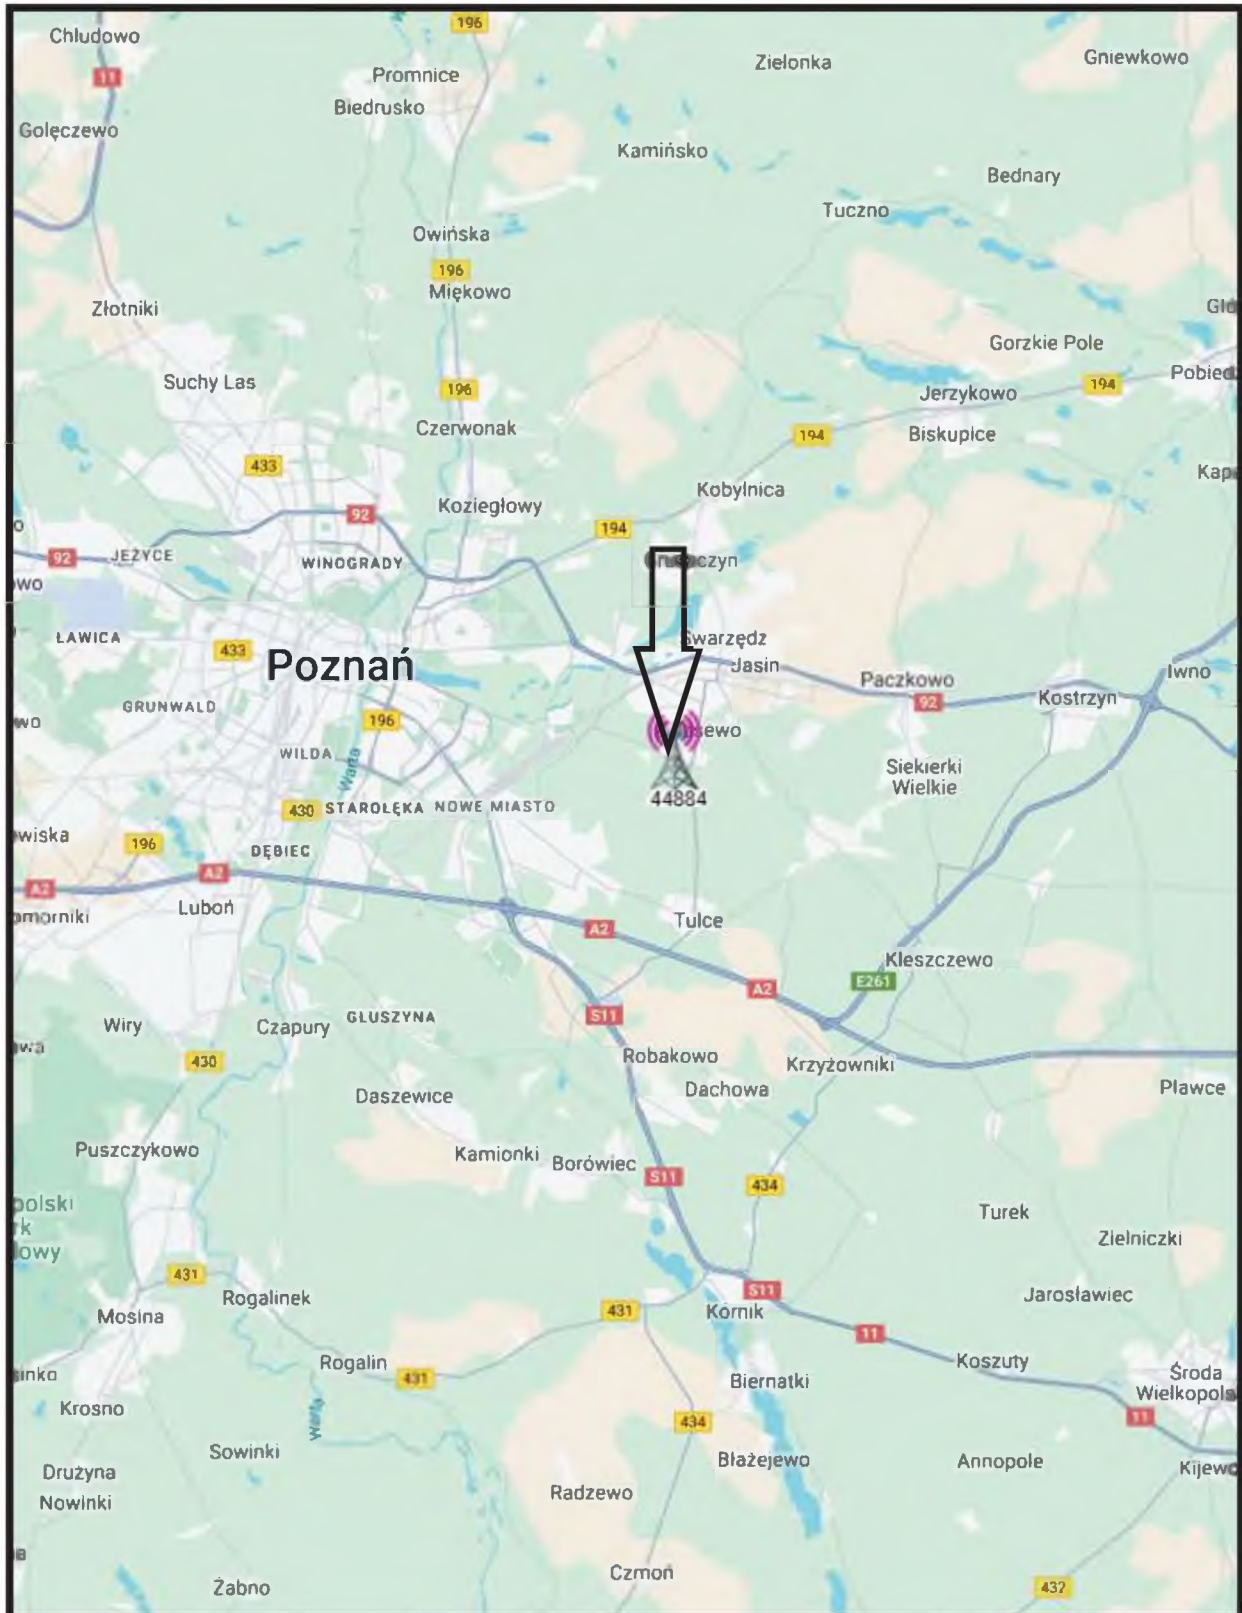 196
Chludowo
Gniewkowo
Zielonka
11
Promnice
Biedrusko
Golęczewo
Kamińsko
Bednary
Tuczno
Owińska
196
Miękowo
Złotniki
Gorzkie Pole
Suchy Las
196
194
Jerzykowo
Czerwonak
194
Biskupice
433
Kobylnica
Koziegłowy
92
194
92
JEŻYCE
WINOGRADY
ŁAWICA
Swarzędz
433
Poznań
Jasin
Iwno
Paczkowo
92
Kostrzyn
GRUNWALD
196
WILDA
Warta
Siekierki
Wielkie
44884
430
STAROŁĘKA
NOWE MIASTO
196
DĘBIEC
A2
A2
Luboń
Tulce
A2
Kleszczewo
E261
A2
S11
GŁUSZYNA
Wiry
Czapury
430
Robakowo
Krzyżowniki
Dachowa
Pławce
Daszewice
Puszczykowo
Kamionki
Borówiec
S11
434
Turek
Zielniczki
431
Rogalinek
S11
Jarosławiec
431
Kórnik
Mosina
11
Rogalin
431
Koszuty
Środa
Biernatki
Krosno
Warta
434
11
Sowinki
Błażejewo
Annopole
Drużyna
Radzewo
Nowinki
Czmoń
Żabno
432